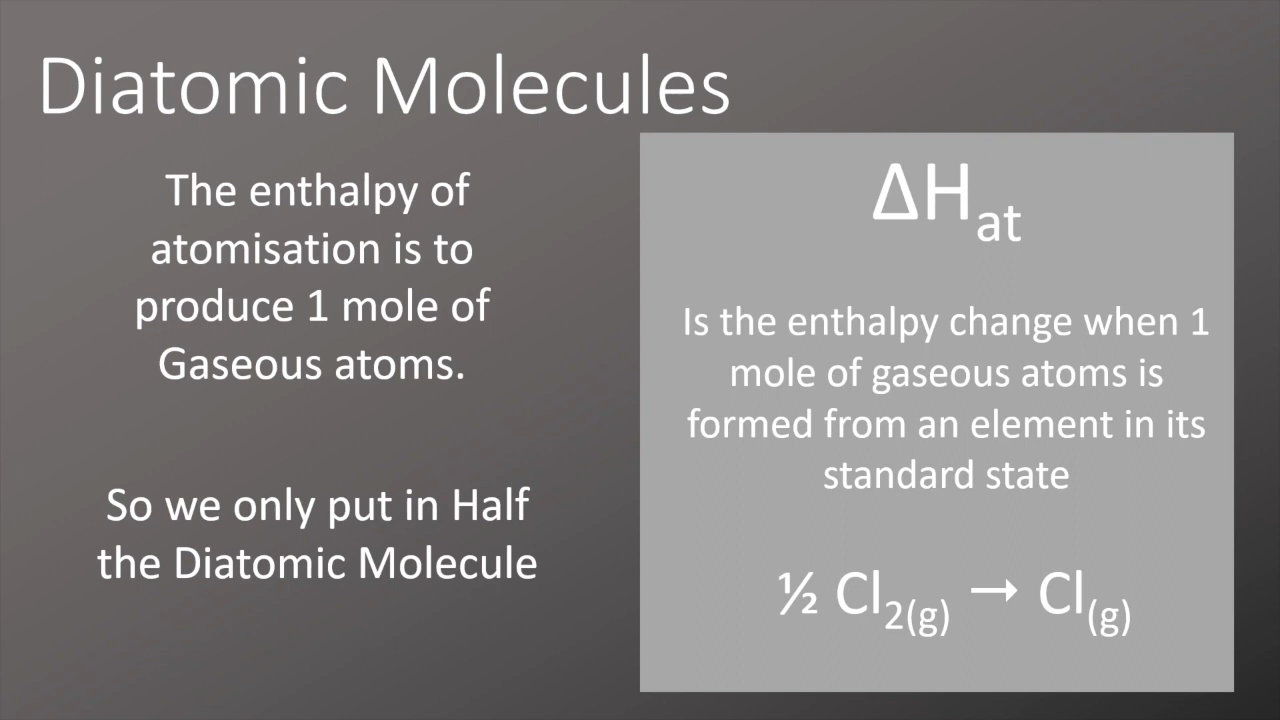 Diatomic Molecules
The enthalpy of
atomisation is to
produce 1 mole of
Gaseous atoms.
So we only put in Half
the Diatomic Molecule
ΔHat
Is the enthalpy change when 1
mole of gaseous atoms is
formed from an element in its
standard state
½ Cl2(g) → Cl(g)